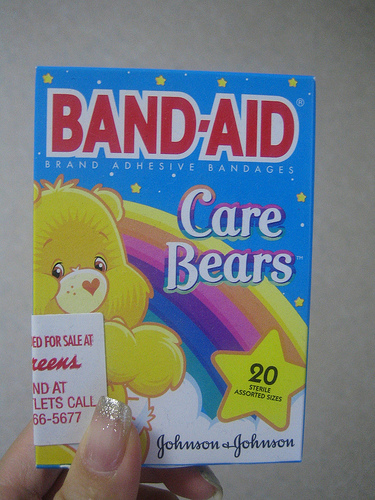 BAND-AID®
BRAND ADHESIVE BANDAGES
Care
Bears™
20
STERILE
ASSORTED SIZES
ED FOR SALE AT
reens
ND AT
LETS CALL
66-5677
Johnson & Johnson